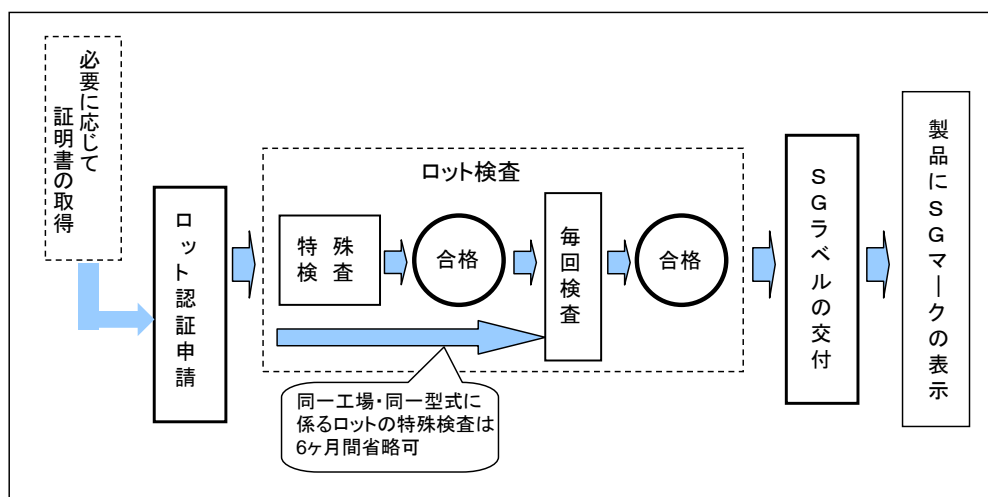 必要に応じて
証明書の取得
ロット認証申請
ロット検査
特殊
検査
合格
毎回検査
合格
同一工場・同一型式に
係るロットの特殊検査は
6ヶ月間省略可
SGラベルの交付
製品にSGマークの表示